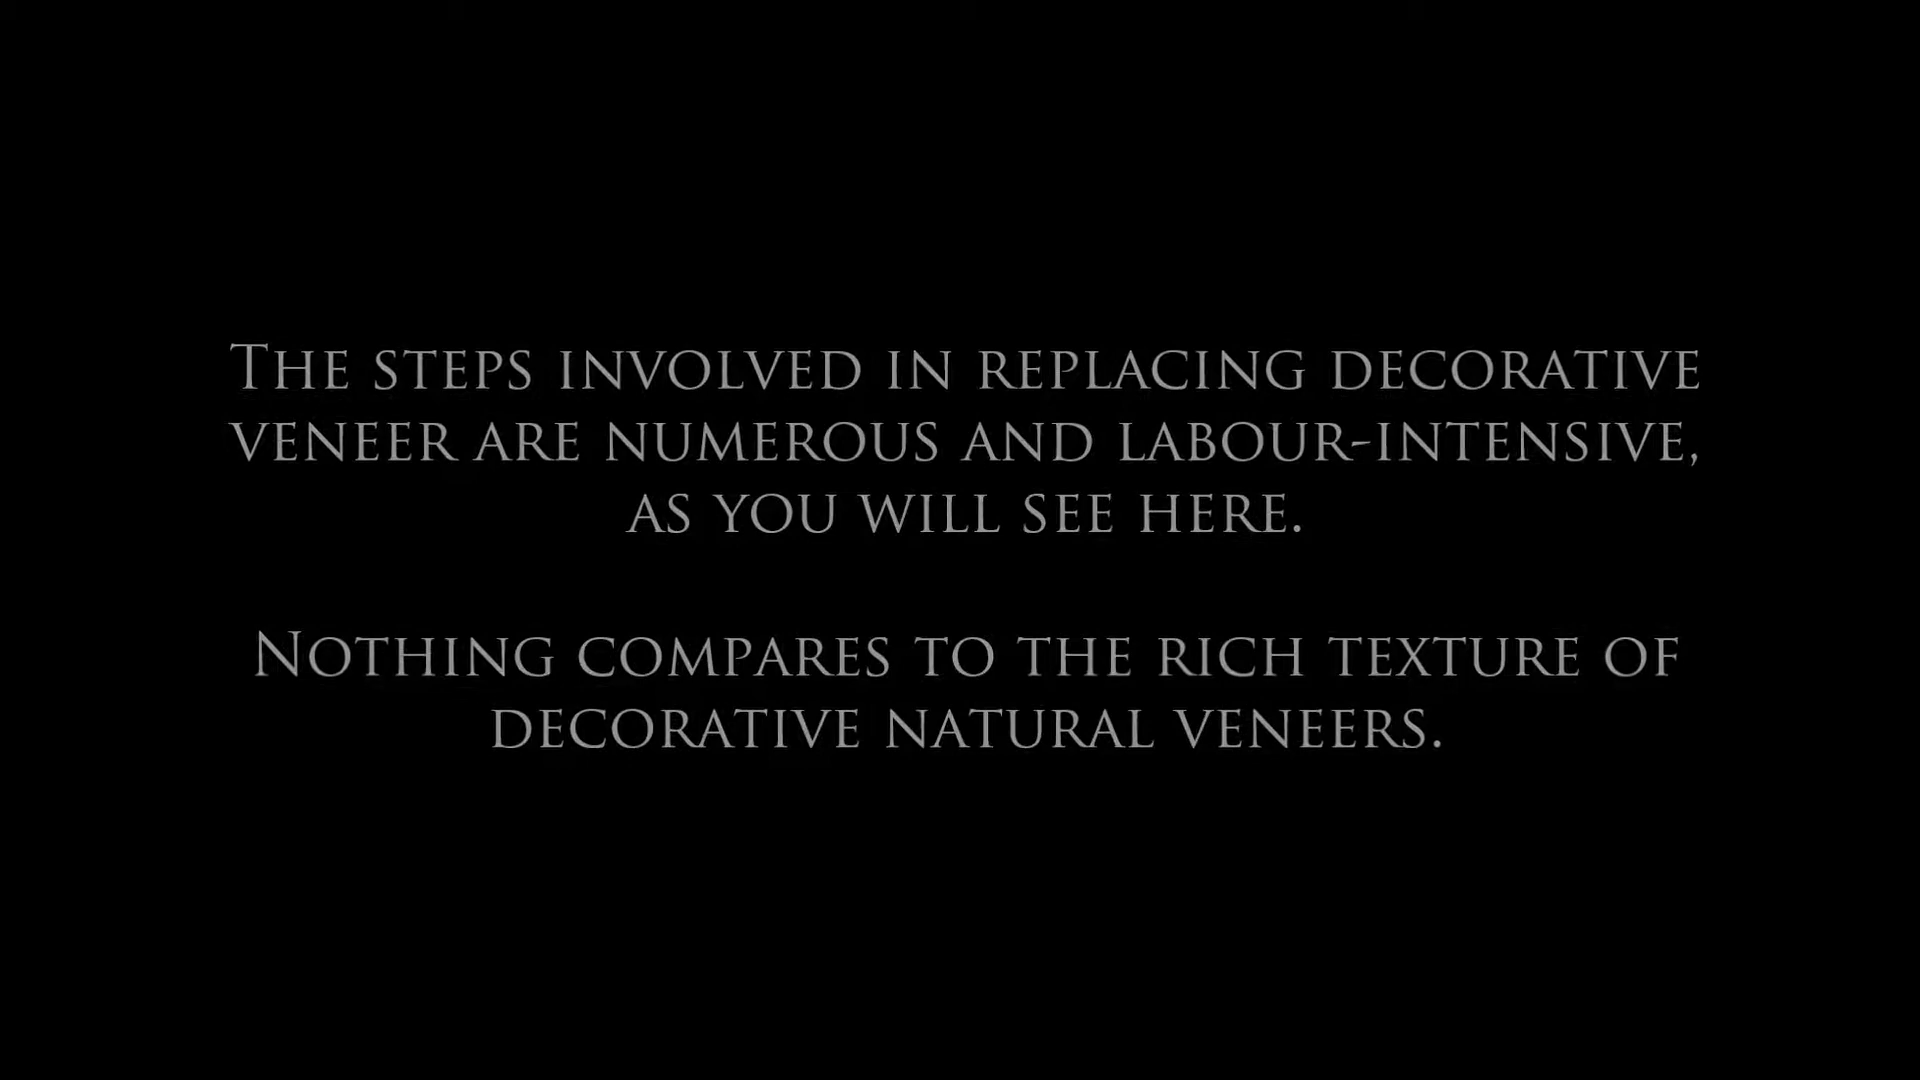 The steps involved in replacing decorative
veneer are numerous and labour-intensive,
as you will see here.
Nothing compares to the rich texture of
decorative natural veneers.